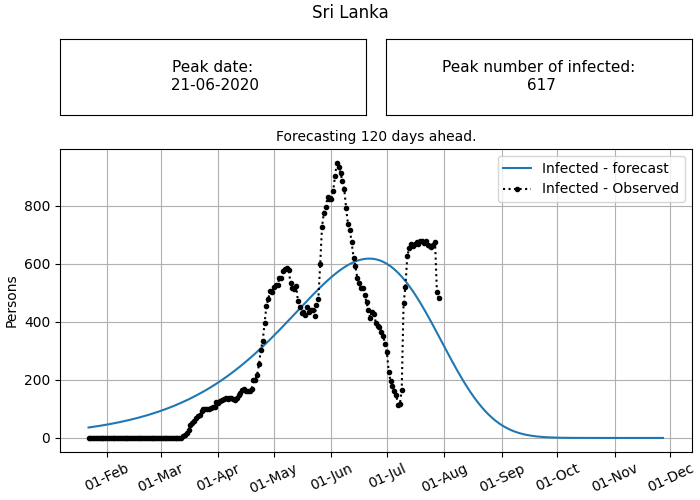 Sri Lanka
Peak date:
21-06-2020
Peak number of infected:
617
Forecasting 120 days ahead.
Infected - forecast
Infected - Observed
Persons
800
600
400
200
0
01-Feb
01-Mar
01-Apr
01-May
01-Jun
01-Jul
01-Aug
01-Sep
01-Oct
01-Nov
01-Dec